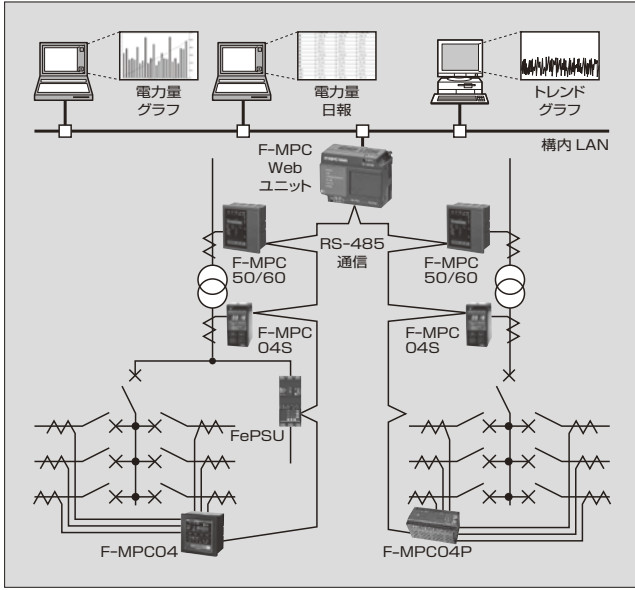 電力量
グラフ
電力量
日報
トレンド
グラフ
構内 LAN
F-MPC
Web
ユニット
RS-485
通信
F-MPC
50/60
F-MPC
50/60
F-MPC
04S
F-MPC
04S
FePSU
F-MPC04
F-MPC04P